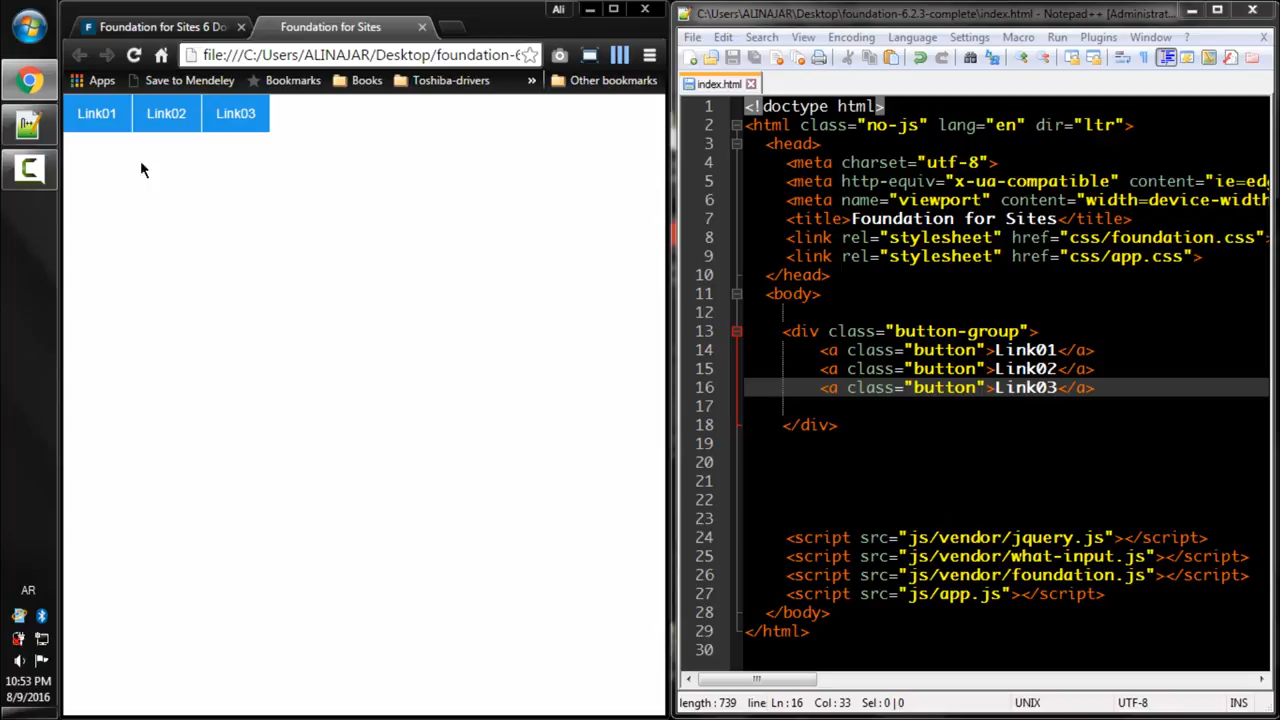 Ali
Foundation for Sites 6 Do
Foundation for Sites
file:///C:/Users/ALINAJAR/Desktop/foundation-6
Apps
Save to Mendeley
Bookmarks
Books
Toshiba-drivers
»
Other bookmarks
Link01
Link02
Link03
AR
10:53 PM
8/9/2016
C:\Users\ALINAJAR\Desktop\foundation-6.2.3-complete\index.html - Notepad++ [Administrat...
File Edit Search View Encoding Language Settings Macro Run Plugins Window ? X
index.html
1 <!doctype html>
2 <html class="no-js" lang="en" dir="ltr">
3 <head>
4 <meta charset="utf-8">
5 <meta http-equiv="x-ua-compatible" content="ie=ed
6 <meta name="viewport" content="width=device-width
7 <title>Foundation for Sites</title>
8 <link rel="stylesheet" href="css/foundation.css">
9 <link rel="stylesheet" href="css/app.css">
10 </head>
11 <body>
12
13 <div class="button-group">
14 <a class="button">Link01</a>
15 <a class="button">Link02</a>
16 <a class="button">Link03</a>
17
18 </div>
19
20
21
22
23
24 <script src="js/vendor/jquery.js"></script>
25 <script src="js/vendor/what-input.js"></script>
26 <script src="js/vendor/foundation.js"></script>
27 <script src="js/app.js"></script>
28 </body>
29 </html>
30
length : 739 line Ln : 16 Col : 33 Sel : 0 | 0 UNIX UTF-8 INS